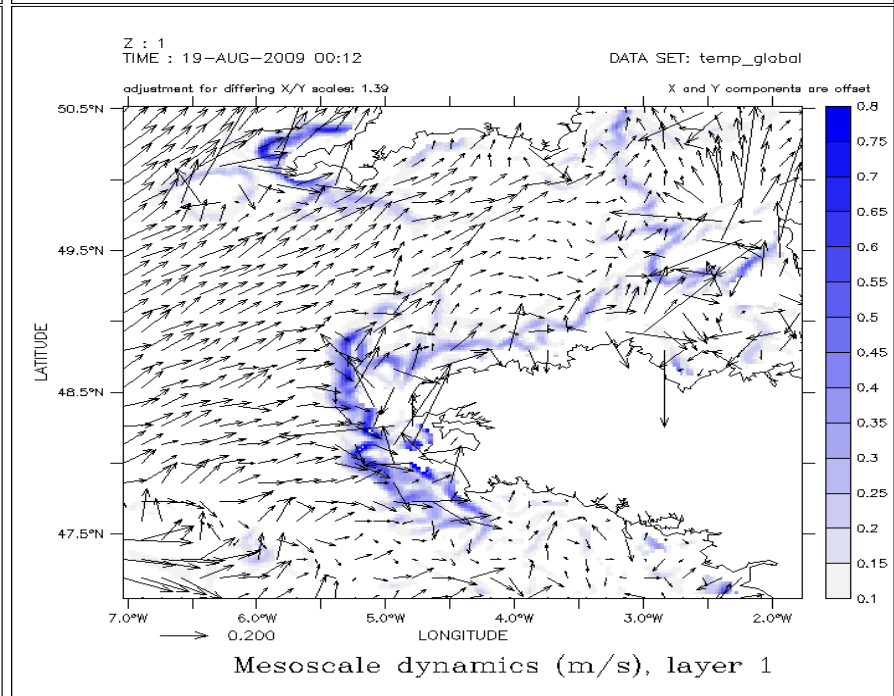 Z : 1
TIME : 19-AUG-2009 00:12
DATA SET: temp_global
adjustment for differing X/Y scales: 1.39
X and Y components are offset
50.5°N
49.5°N
48.5°N
47.5°N
LATITUDE
7.0°W
6.0°W
5.0°W
4.0°W
3.0°W
2.0°W
0.200
LONGITUDE
0.8
0.75
0.7
0.65
0.6
0.55
0.5
0.45
0.4
0.35
0.3
0.25
0.2
0.15
0.1
Mesoscale dynamics (m/s), layer 1